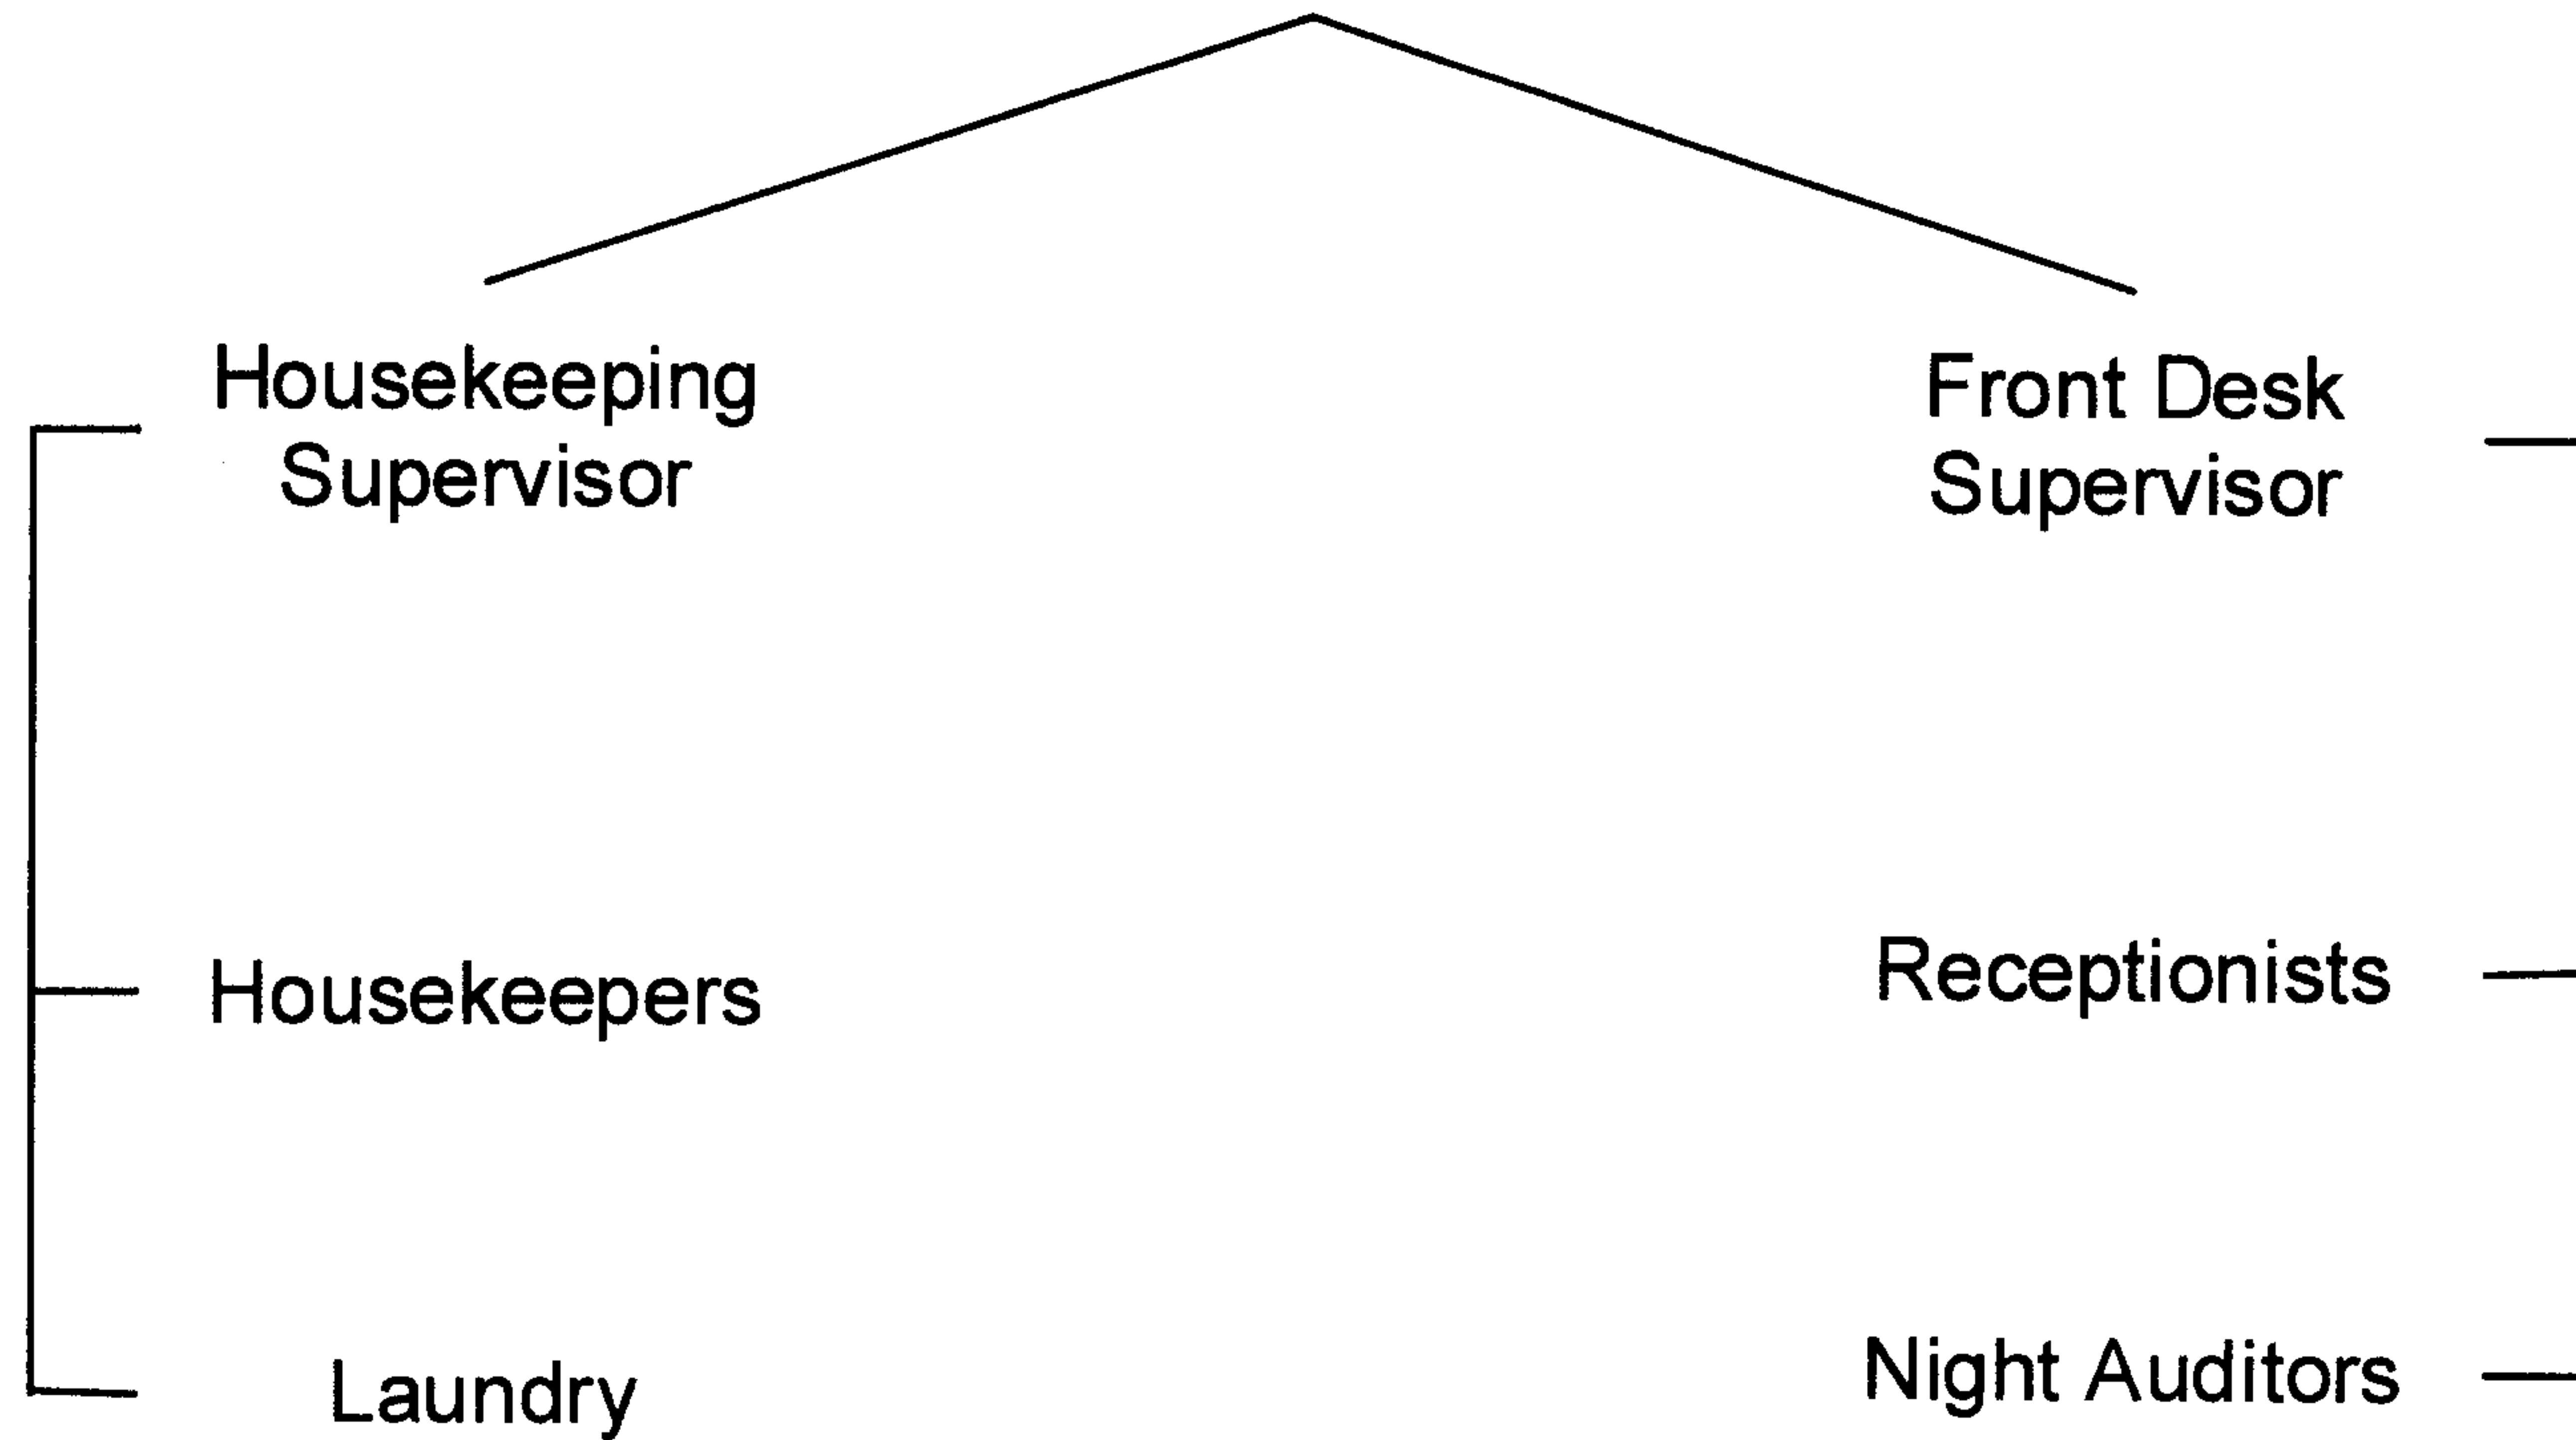 Housekeeping
Supervisor
Front Desk
Supervisor
Housekeepers
Receptionists
Laundry
Night Auditors